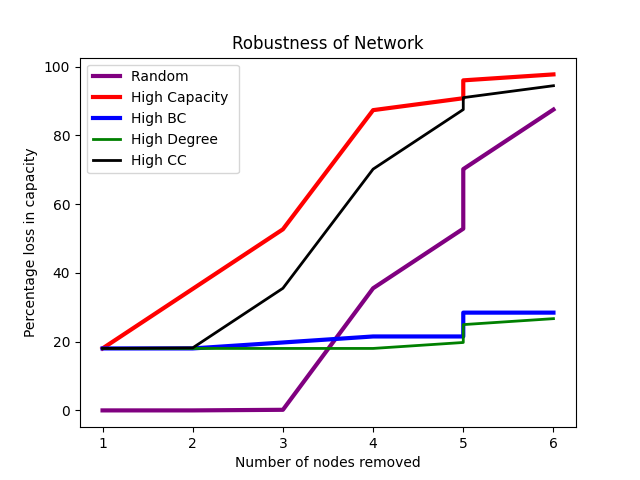 Robustness of Network
Random
High Capacity
High BC
High Degree
High CC
Percentage loss in capacity
100
80
60
40
20
0
1 2 3 4 5 6
Number of nodes removed